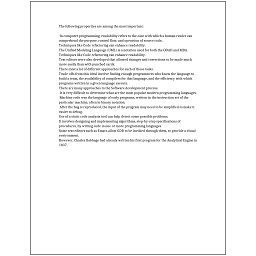 The following properties are among the most important:
In computer programming, readability refers to the ease with which a human reader can
comprehend the purpose, control flow, and operation of source code.
Techniques like Code refactoring can enhance readability.
The Unified Modeling Language (UML) is a notation used for both the OOAD and MDA.
Techniques like Code refactoring can enhance readability.
Text editors were also developed that allowed changes and corrections to be made much
more easily than with punched cards.
There exist a lot of different approaches for each of those tasks.
Trade-offs from this ideal involve finding enough programmers who know the language to
build a team, the availability of compilers for that language, and the efficiency with which
programs written in a given language execute.
There are many approaches to the Software development process.
It is very difficult to determine what are the most popular modern programming languages.
Machine code was the language of early programs, written in the instruction set of the
particular machine, often in binary notation.
After the bug is reproduced, the input of the program may need to be simplified to make it
easier to debug.
Use of a static code analysis tool can help detect some possible problems.
It involves designing and implementing algorithms, step-by-step specifications of
procedures, by writing code in one or more programming languages.
Some text editors such as Emacs allow GDB to be invoked through them, to provide a visual
environment.
However, Charles Babbage had already written his first program for the Analytical Engine in
1837.